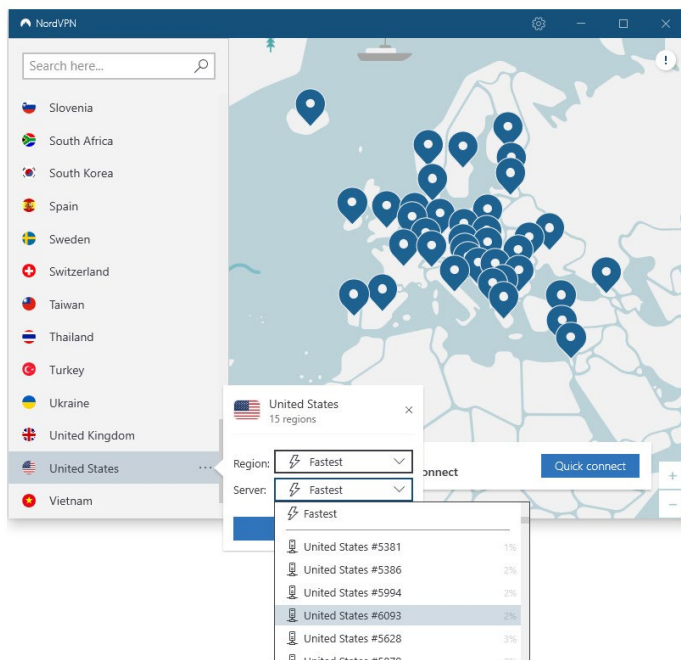 NordVPN
Search here...
Slovenia
South Africa
South Korea
Spain
Sweden
Switzerland
Taiwan
Thailand
Turkey
Ukraine
United Kingdom
United States ...
Vietnam
!
United States
15 regions
Region: Fastest
Server: Fastest
onnect
Quick connect
+
−
Fastest
United States #5381 1%
United States #5386 2%
United States #5994 2%
United States #6093 2%
United States #5628 3%